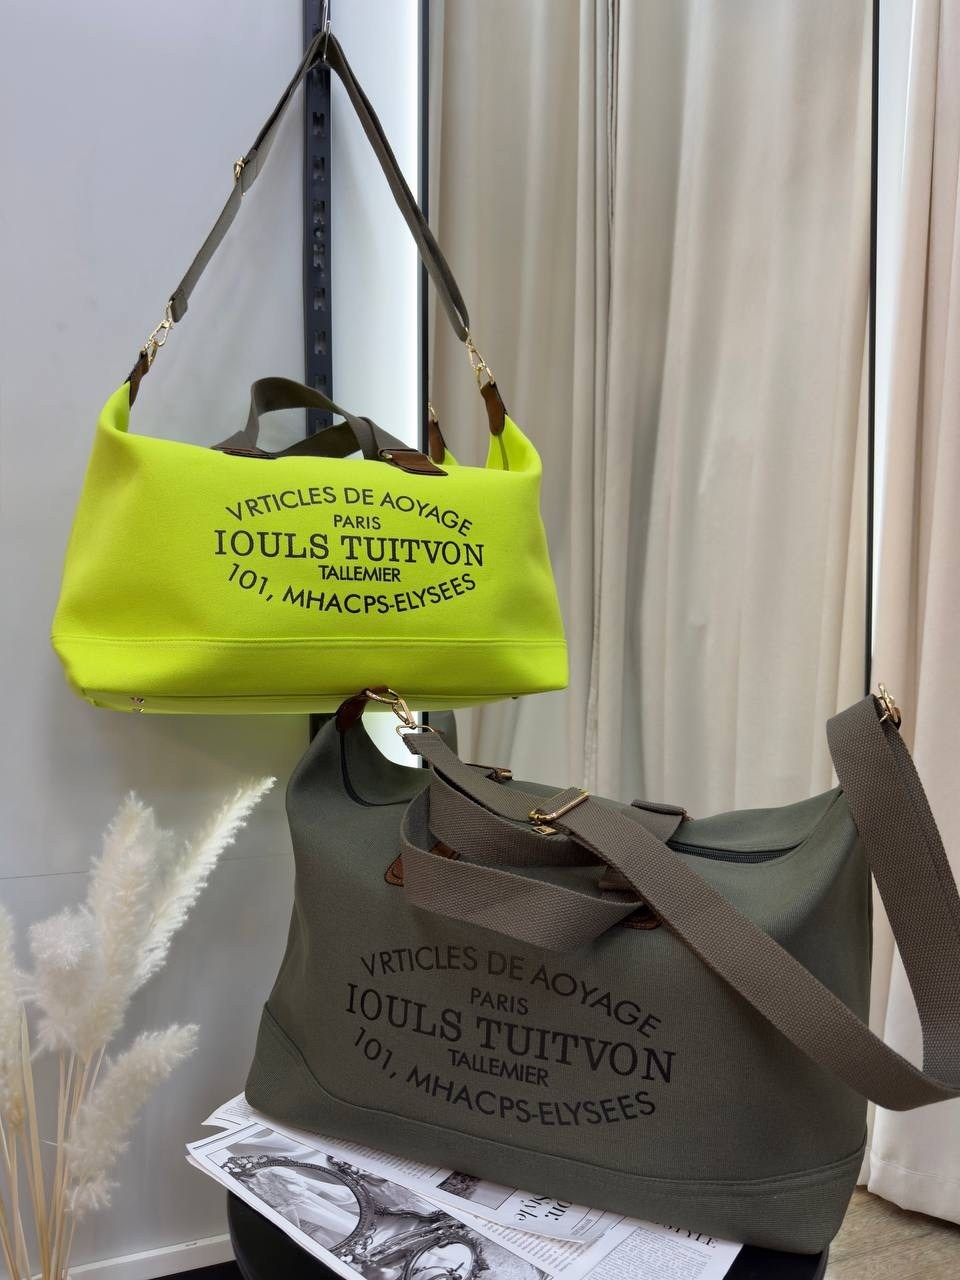 VRTICLES DE AOYAGE
PARIS
IOULS TUITVON
TALLEMIER
101, MHACPS-ELYSEES
VRTICLES DE AOYAGE
PARIS
IOULS TUITVON
TALLEMIER
101, MHACPS-ELYSEES